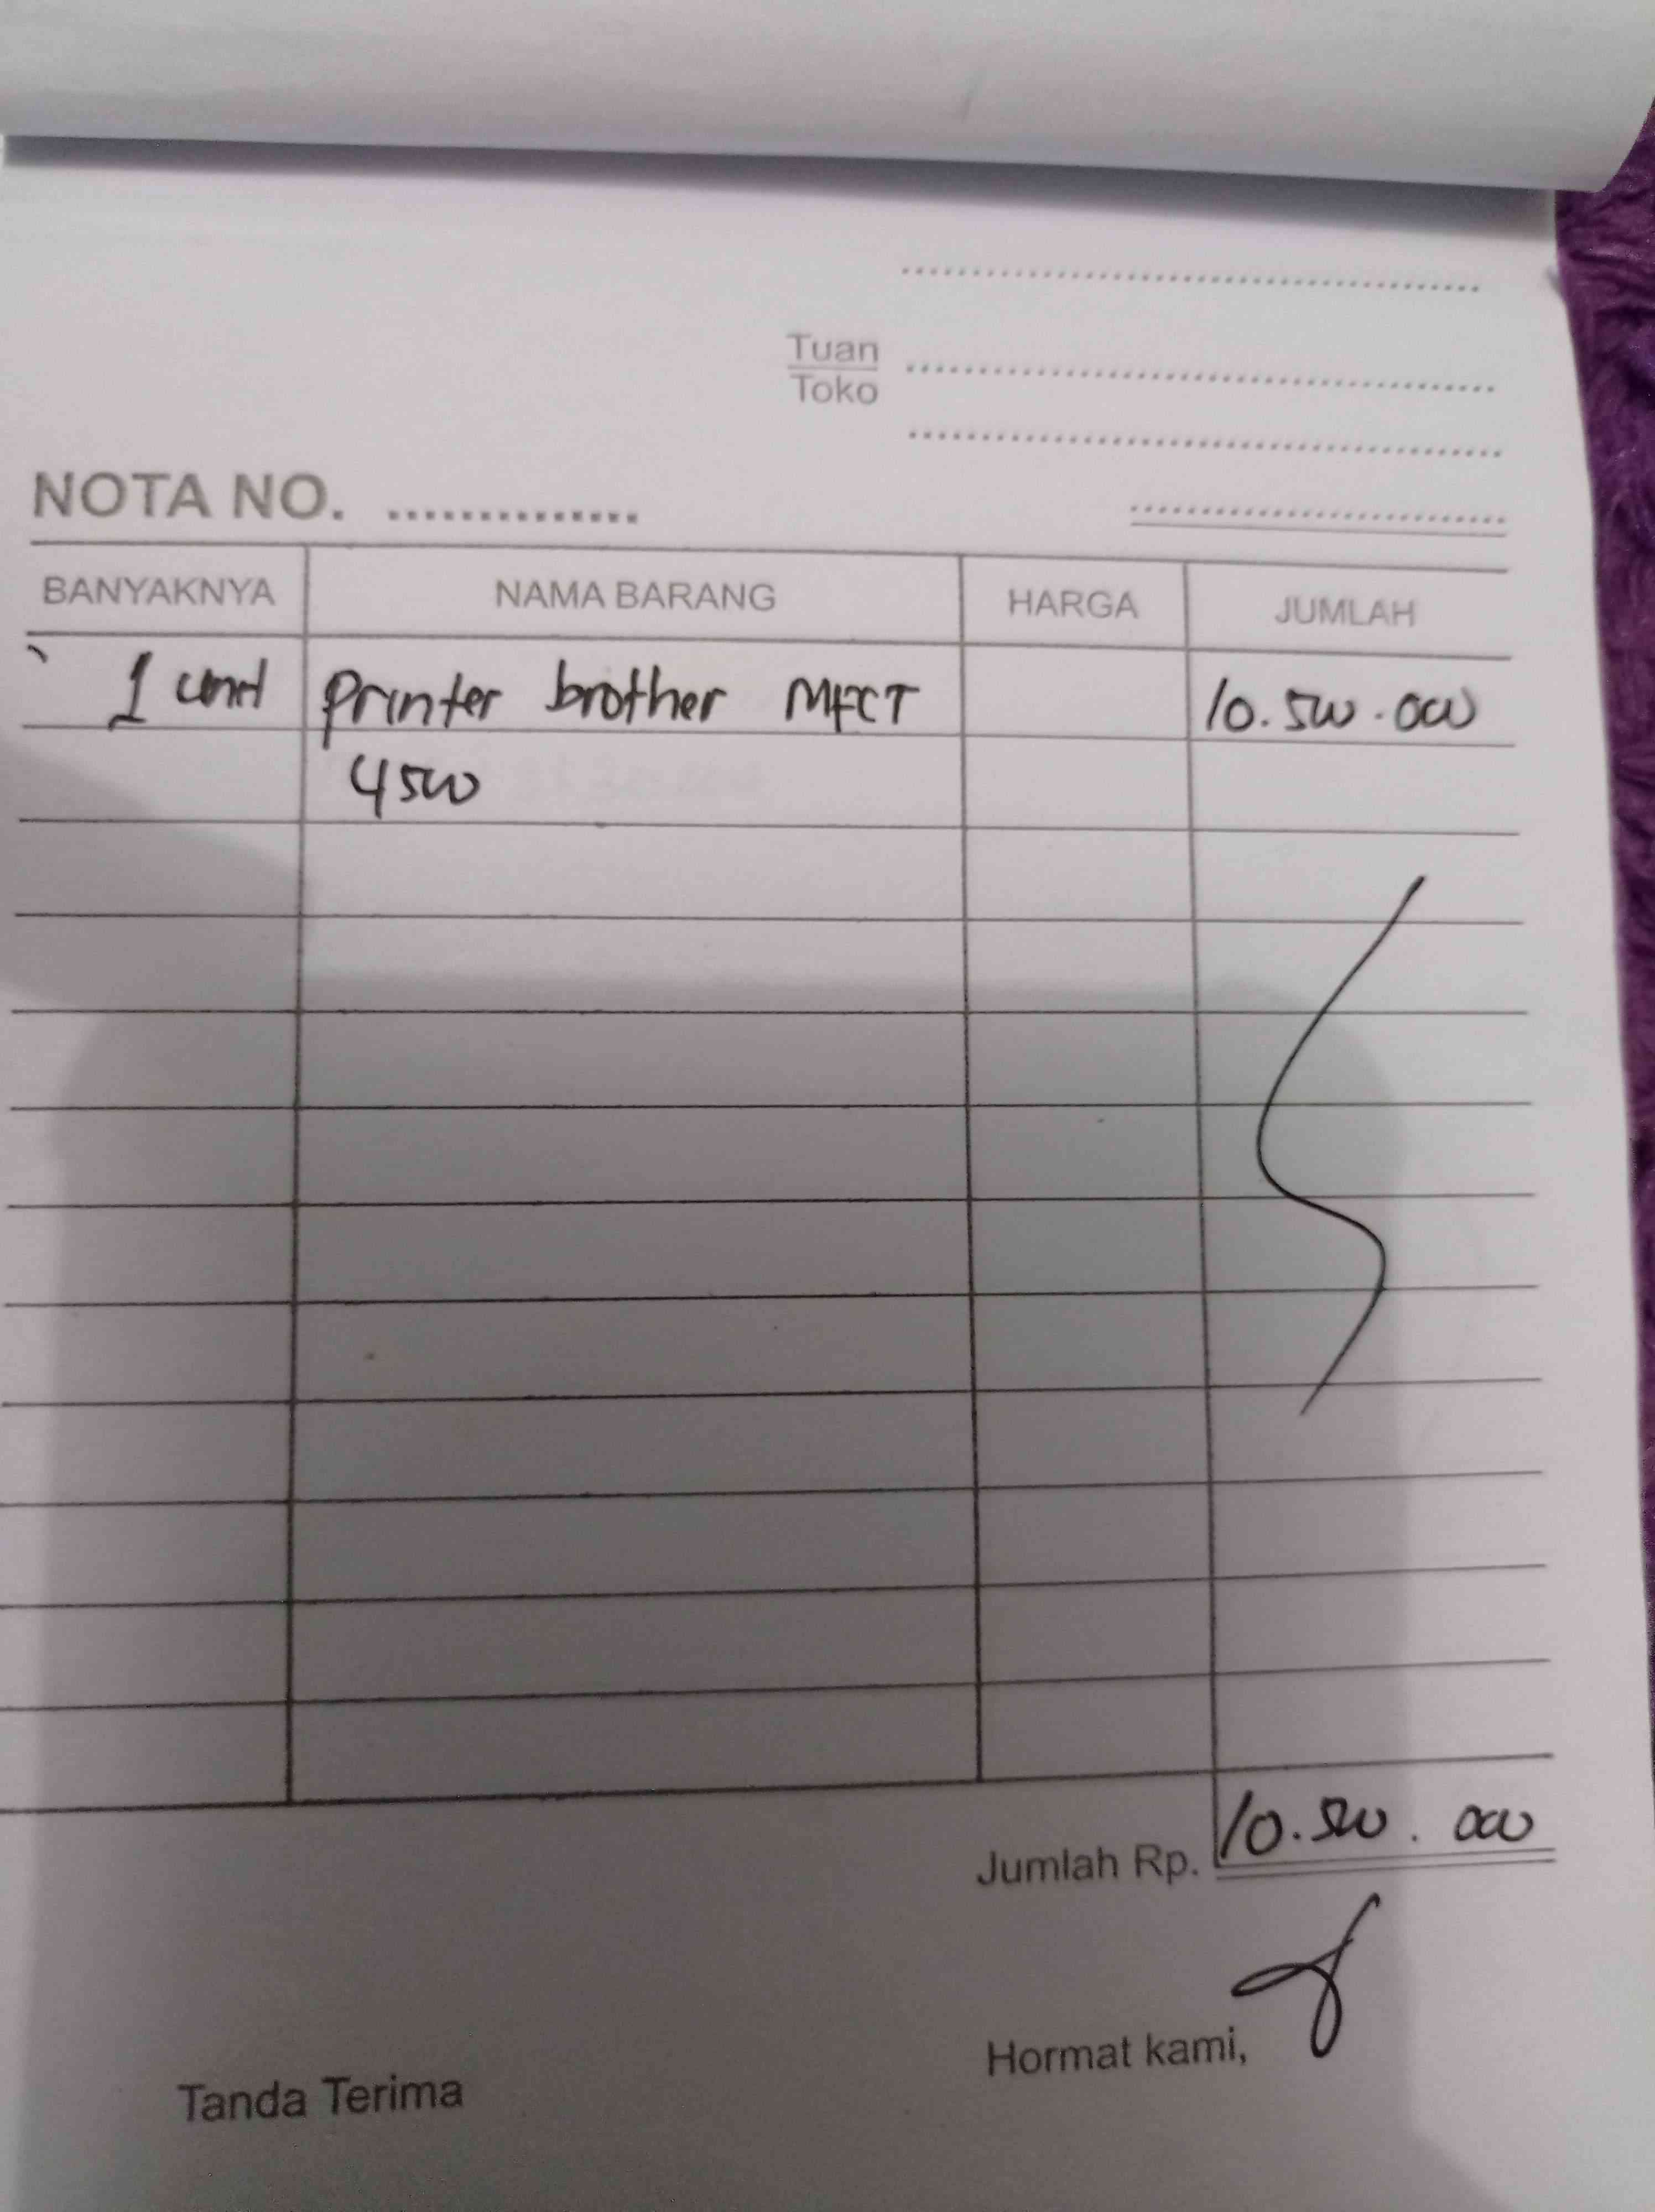 Tuan
Toko
NOTA NO. ..............
BANYAKNYA NAMA BARANG HARGA JUMLAH
1 unit Printer brother MFCT 10.500.000
4500
Jumlah Rp. 10.500.000
Hormat kami,
Tanda Terima